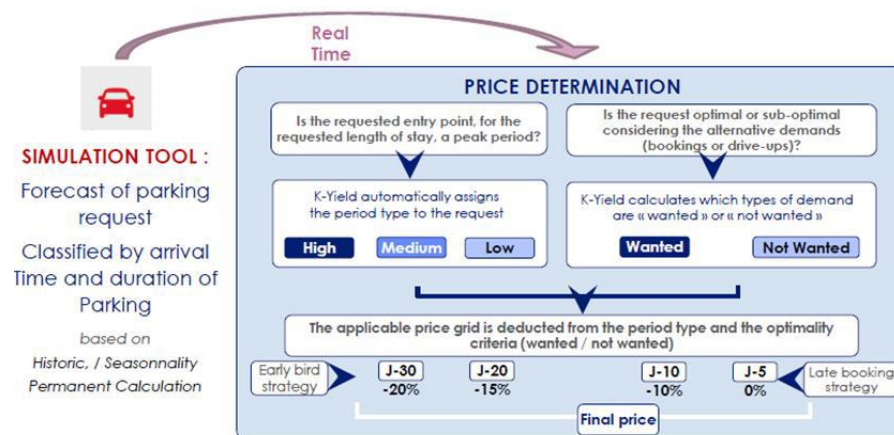 Real
Time
SIMULATION TOOL :
Forecast of parking
request
Classified by arrival
Time and duration of
Parking
based on
Historic, / Seasonnality
Permanent Calculation
PRICE DETERMINATION
Is the requested entry point, for the
requested length of stay, a peak period?
Is the request optimal or sub-optimal
considering the alternative demands
(bookings or drive-ups)?
K-Yield automatically assigns
the period type to the request
High
Medium
Low
K-Yield calculates which types of demand
are « wanted » or « not wanted »
Wanted
Not Wanted
The applicable price grid is deducted from the period type and the optimality
criteria (wanted / not wanted)
Early bird
strategy
J-30
-20%
J-20
-15%
J-10
-10%
J-5
0%
Late booking
strategy
Final price